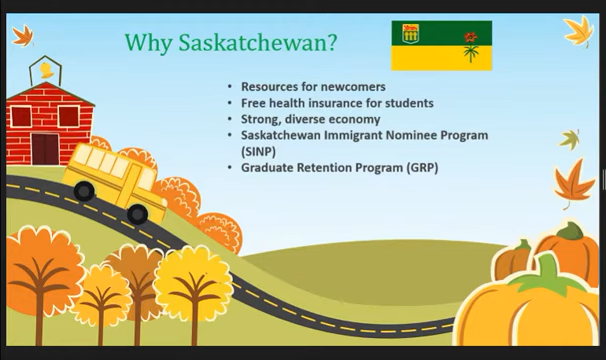 Why Saskatchewan?
• Resources for newcomers
• Free health insurance for students
• Strong, diverse economy
• Saskatchewan Immigrant Nominee Program
(SINP)
• Graduate Retention Program (GRP)